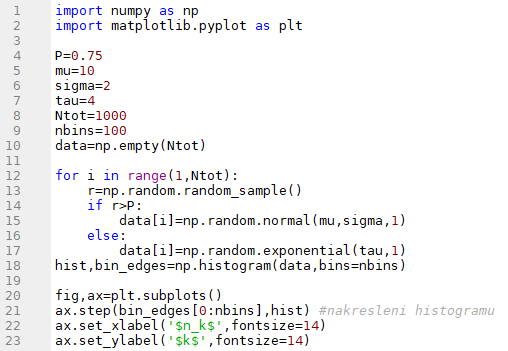 1 import numpy as np
2 import matplotlib.pyplot as plt
3
4 P=0.75
5 mu=10
6 sigma=2
7 tau=4
8 Ntot=1000
9 nbins=100
10 data=np.empty(Ntot)
11
12 for i in range(1,Ntot):
13     r=np.random.random_sample()
14     if r>P:
15         data[i]=np.random.normal(mu,sigma,1)
16     else:
17         data[i]=np.random.exponential(tau,1)
18 hist,bin_edges=np.histogram(data,bins=nbins)
19
20 fig,ax=plt.subplots()
21 ax.step(bin_edges[0:nbins],hist) #nakresleni histogramu
22 ax.set_xlabel('$n_k$',fontsize=14)
23 ax.set_ylabel('$k$',fontsize=14)